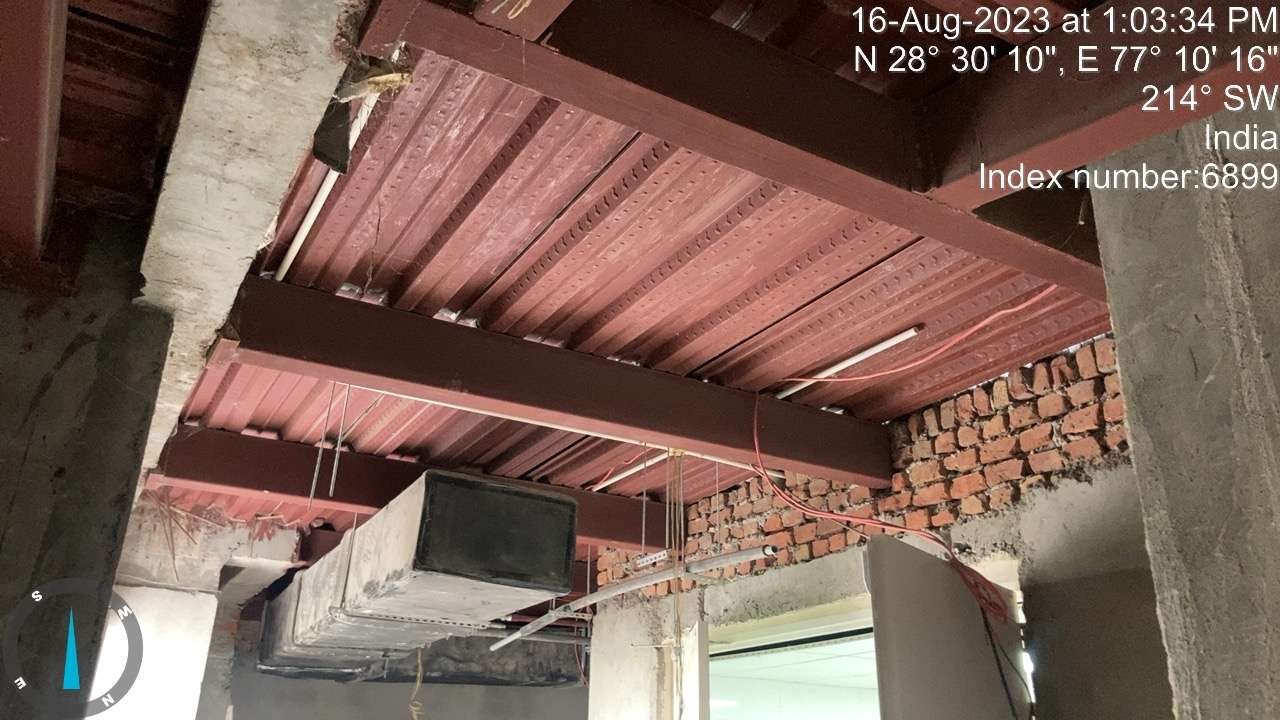 16-Aug-2023 at 1:03:34 PM
N 28° 30' 10", E 77° 10' 16"
214° SW
India
Index number:6899
S
W
E
N